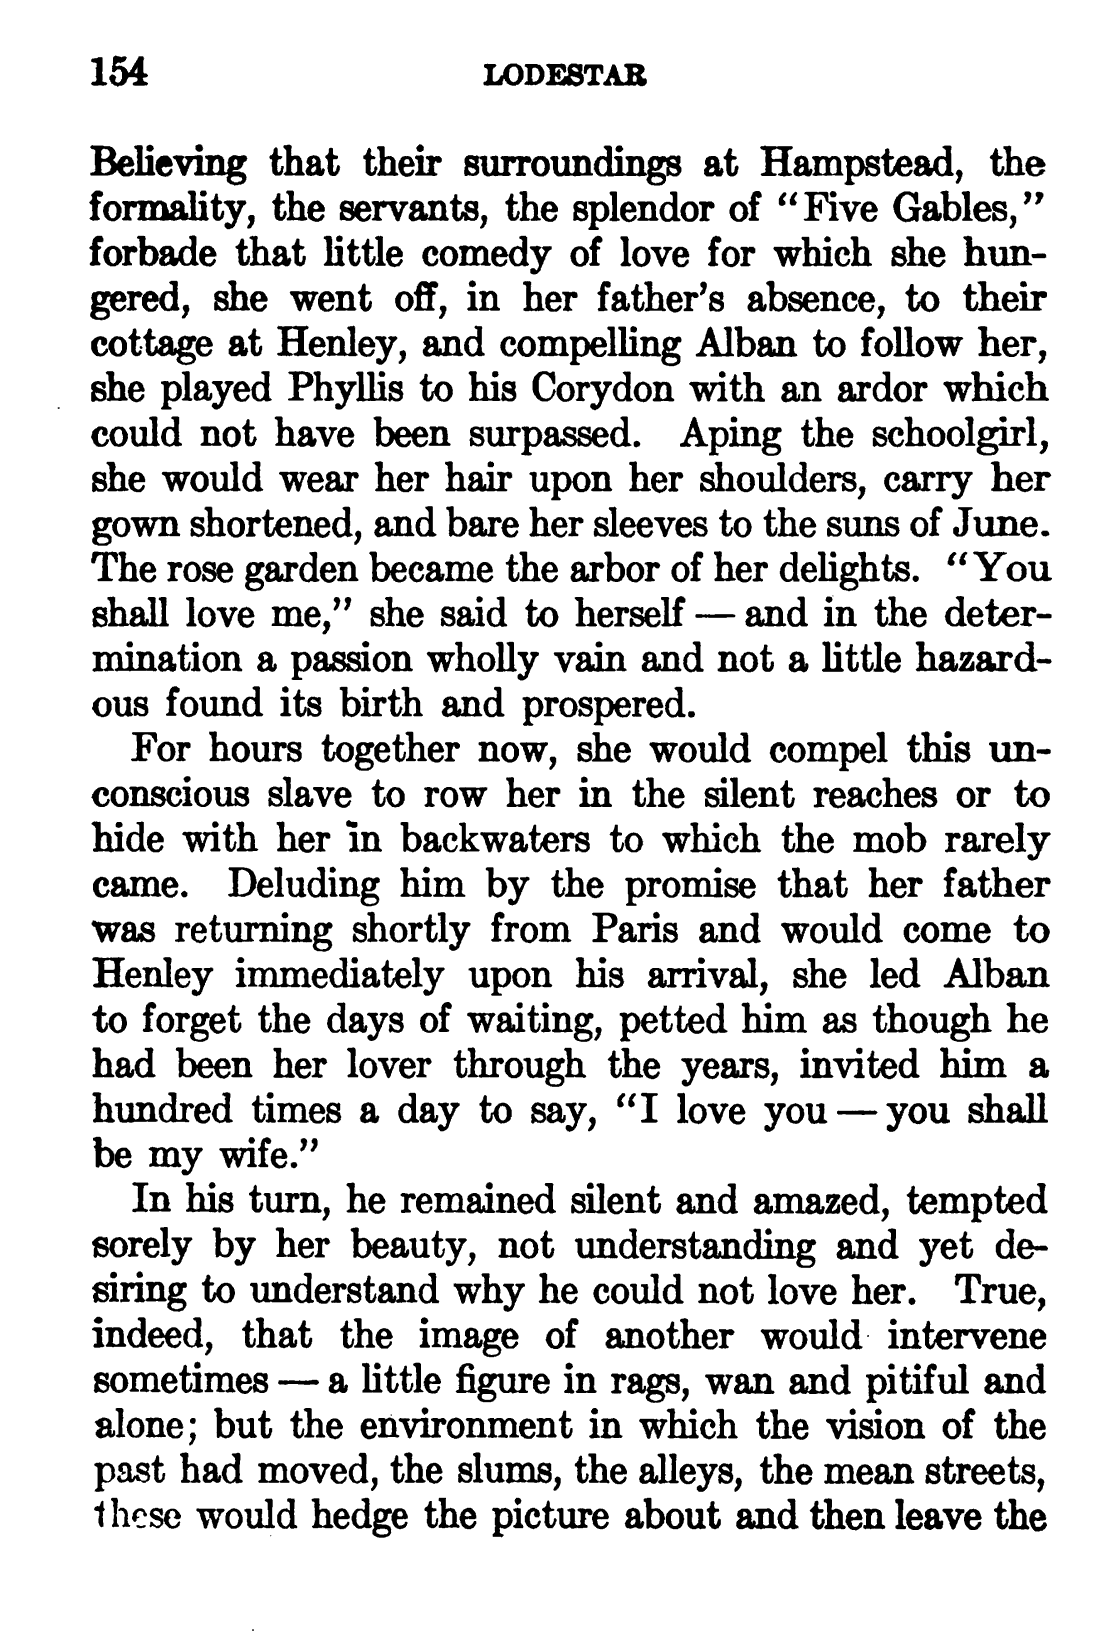 154 LODESTAR
Believing that their surroundings at Hampstead, the
formality, the servants, the splendor of “Five Gables,”
forbade that little comedy of love for which she hun-
gered, she went off, in her father's absence, to their
cottage at Henley, and compelling Alban to follow her,
she played Phyllis to his Corydon with an ardor which
could not have been surpassed. Aping the schoolgirl,
she would wear her hair upon her shoulders, carry her
gown shortened, and bare her sleeves to the suns of June.
The rose garden became the arbor of her delights. “You
shall love me,” she said to herself — and in the deter-
mination a passion wholly vain and not a little hazard-
ous found its birth and prospered.
For hours together now, she would compel this un-
conscious slave to row her in the silent reaches or to
hide with her in backwaters to which the mob rarely
came. Deluding him by the promise that her father
was returning shortly from Paris and would come to
Henley immediately upon his arrival, she led Alban
to forget the days of waiting, petted him as though he
had been her lover through the years, invited him a
hundred times a day to say, “I love you — you shall
be my wife.”
In his turn, he remained silent and amazed, tempted
sorely by her beauty, not understanding and yet de-
siring to understand why he could not love her. True,
indeed, that the image of another would intervene
sometimes — a little figure in rags, wan and pitiful and
alone; but the environment in which the vision of the
past had moved, the slums, the alleys, the mean streets,
these would hedge the picture about and then leave the